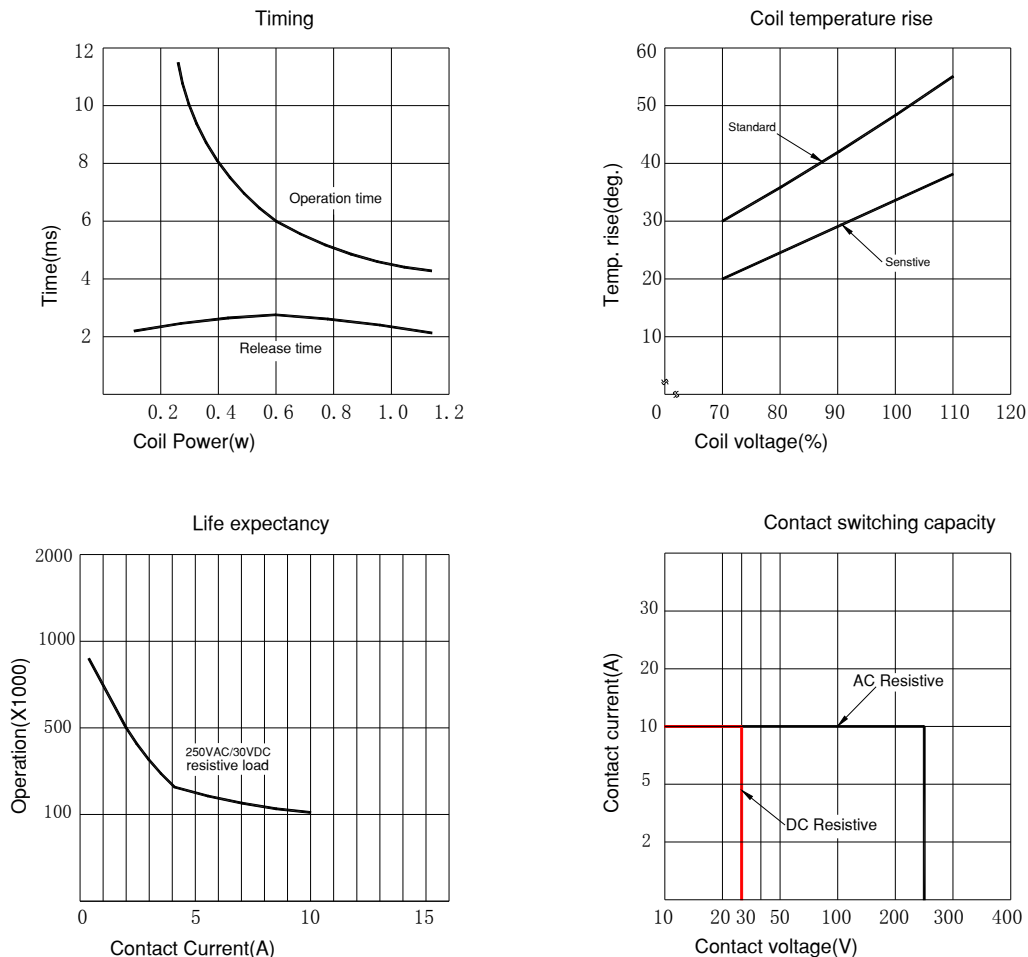 Timing
12
10
8
6
4
2
Time(ms)
Operation time
Release time
0.2 0.4 0.6 0.8 1.0 1.2
Coil Power(w)
Coil temperature rise
60
50
40
30
20
10
Temp. rise(deg.)
Standard
Senstive
0 70 80 90 100 110 120
Coil voltage(%)
Life expectancy
2000
1000
500
100
Operation(X1000)
250VAC/30VDC
resistive load
0 5 10 15
Contact Current(A)
Contact switching capacity
30
20
10
5
2
Contact current(A)
AC Resistive
DC Resistive
10 20 30 50 100 200 300 400
Contact voltage(V)